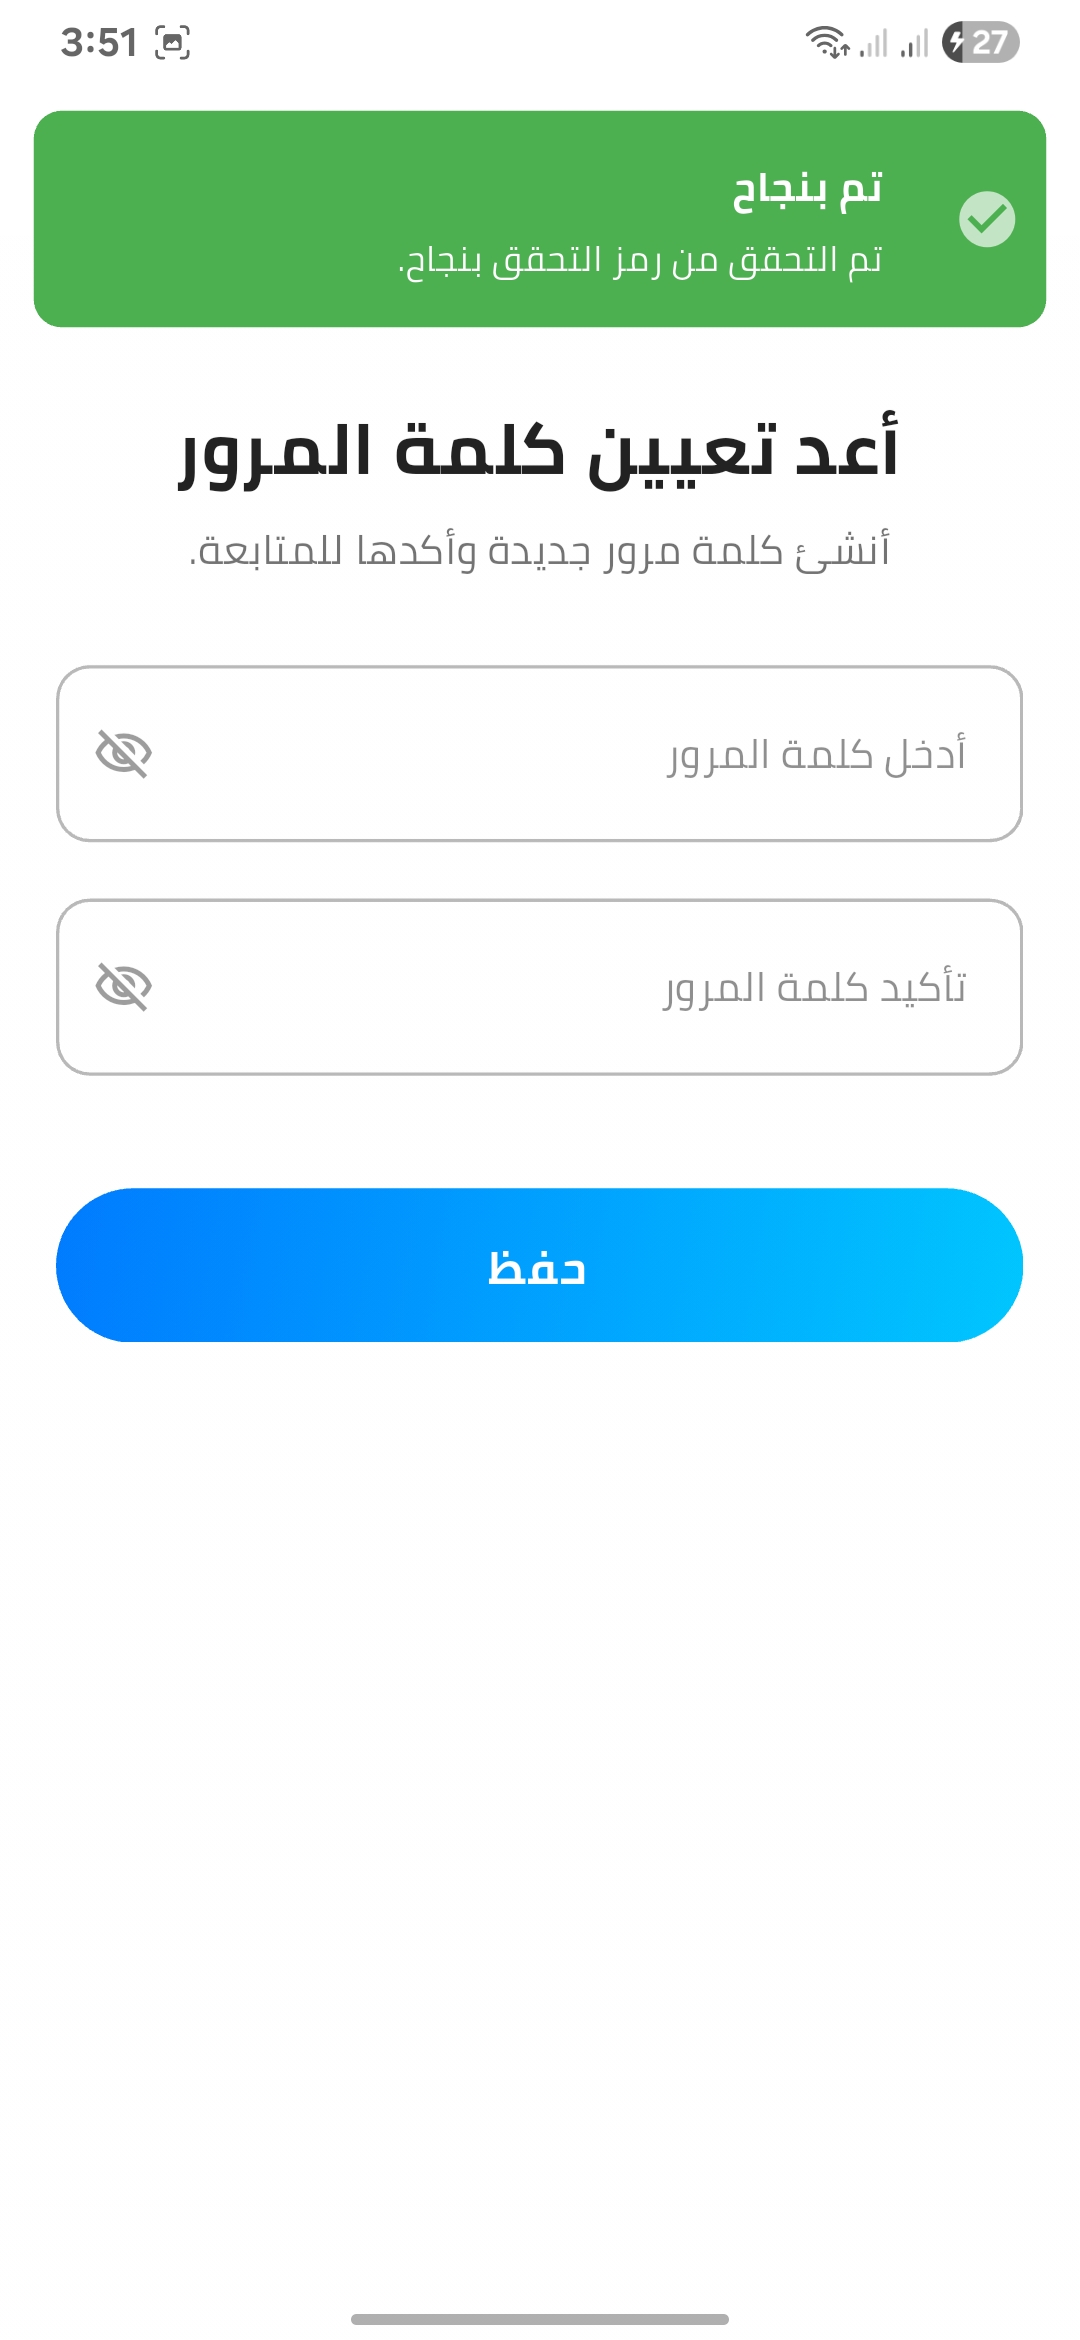 3:51
27
تم بنجاح
تم التحقق من رمز التحقق بنجاح.
أعد تعيين كلمة المرور
أنشئ كلمة مرور جديدة وأكدها للمتابعة.
أدخل كلمة المرور
تأكيد كلمة المرور
حفظ